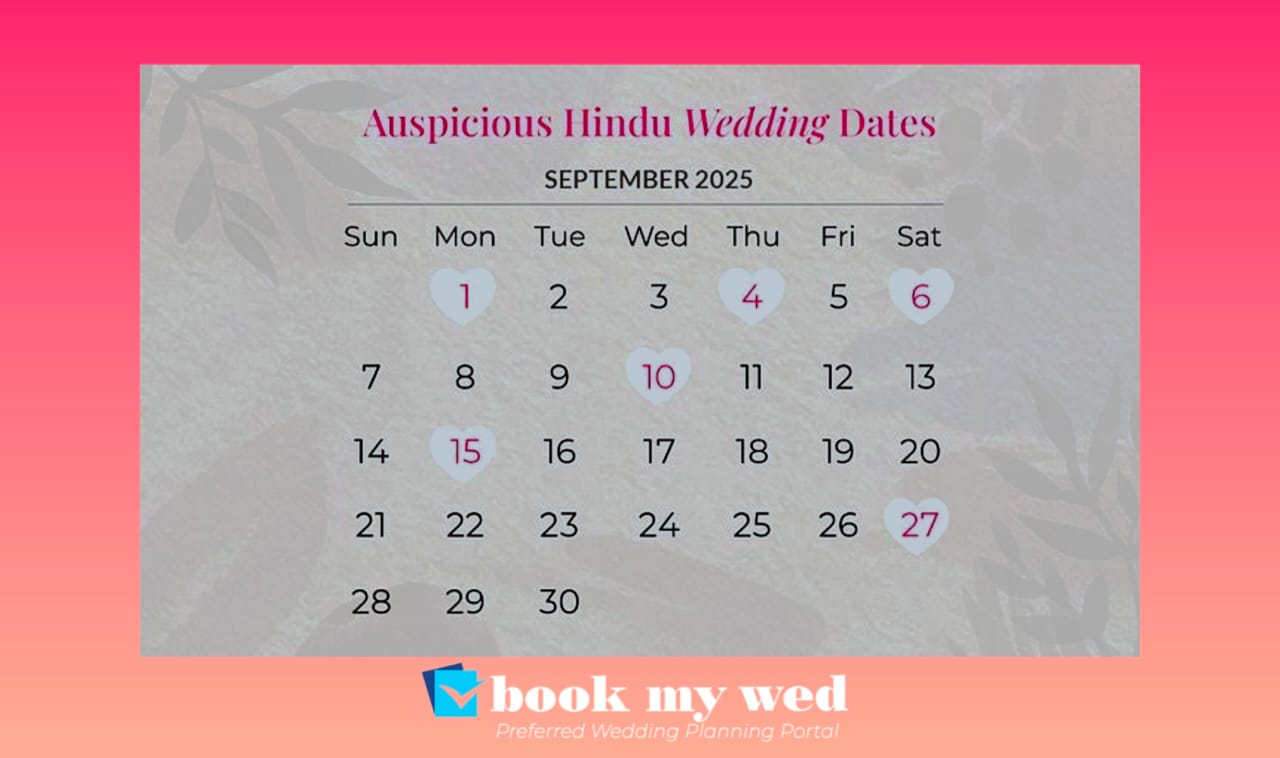 Auspicious Hindu Wedding Dates
SEPTEMBER 2025
Sun Mon Tue Wed Thu Fri Sat
1 2 3 4 5 6
7 8 9 10 11 12 13
14 15 16 17 18 19 20
21 22 23 24 25 26 27
28 29 30
book my wed
Preferred Wedding Planning Portal